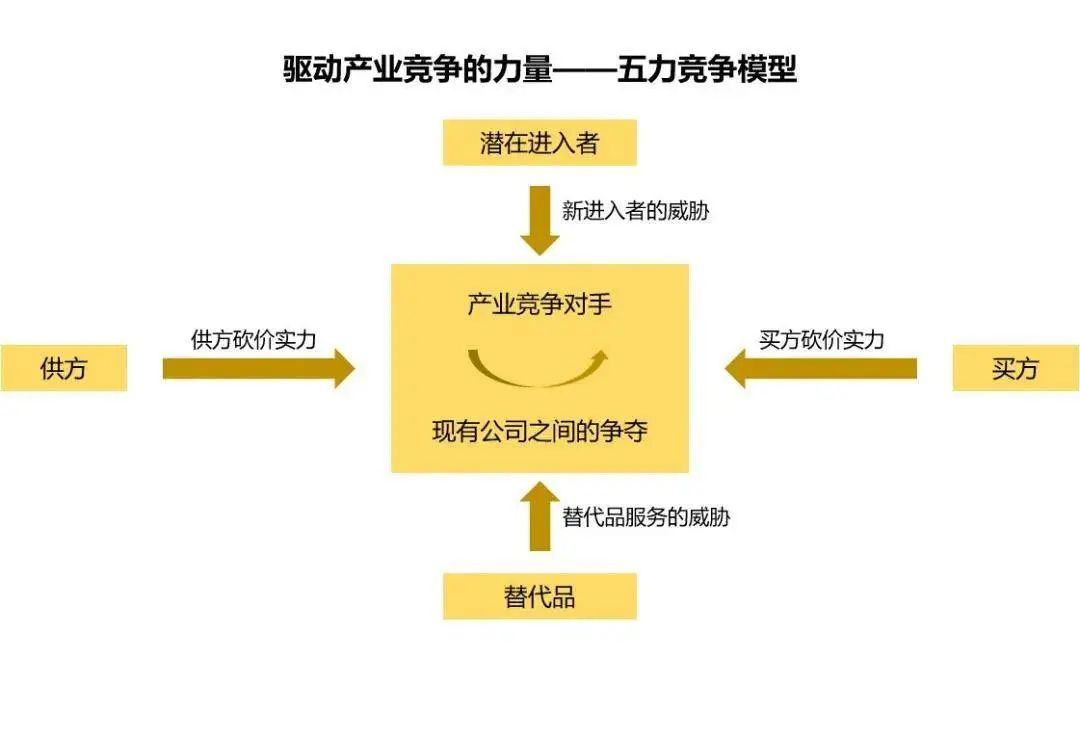 驱动产业竞争的力量——五力竞争模型
潜在进入者
新进入者的威胁
产业竞争对手
供方砍价实力
买方砍价实力
供方
买方
现有公司之间的争夺
替代品服务的威胁
替代品